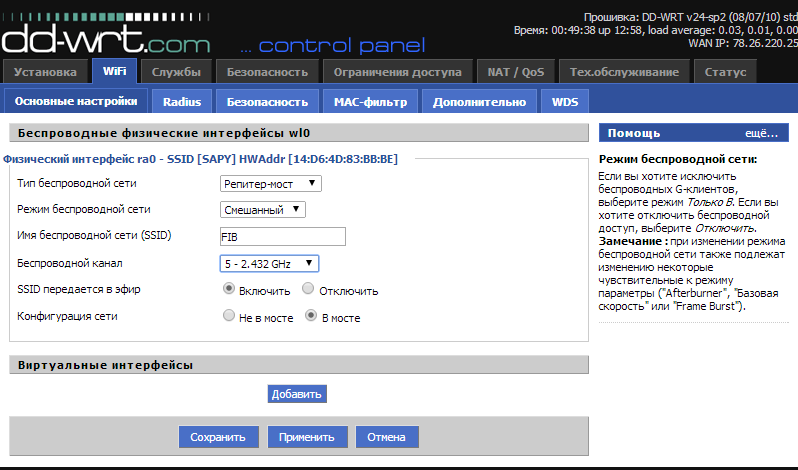 dd-wrt.com
... control panel
Прошивка: DD-WRT v24-sp2 (08/07/10) std
Время: 00:49:38 up 12:58, load average: 0.03, 0.01, 0.00
WAN IP: 78.26.220.25
Установка WiFi Службы Безопасность Ограничения доступа NAT / QoS Тех.обслуживание Статус
Основные настройки Radius Безопасность MAC-фильтр Дополнительно WDS
Беспроводные физические интерфейсы wl0
Физический интерфейс ra0 - SSID [SAPY] HWAddr [14:D6:4D:83:BB:BE]
Тип беспроводной сети Репитер-мост
Режим беспроводной сети Смешанный
Имя беспроводной сети (SSID) FIB
Беспроводной канал 5 - 2.432 GHz
SSID передается в эфир Включить Отключить
Конфигурация сети Не в мосте В мосте
Виртуальные интерфейсы
Добавить
Сохранить Применить Отмена
Помощь ещё...
Режим беспроводной сети:
Если вы хотите исключить
беспроводных G-клиентов,
выберите режим Только B. Если вы
хотите отключить беспроводной
доступ, выберите Отключить.
Замечание : при изменении режима
беспроводной сети также подлежат
изменению некоторые
чувствительные к режиму
параметры ("Afterburner", "Базовая
скорость" или "Frame Burst").